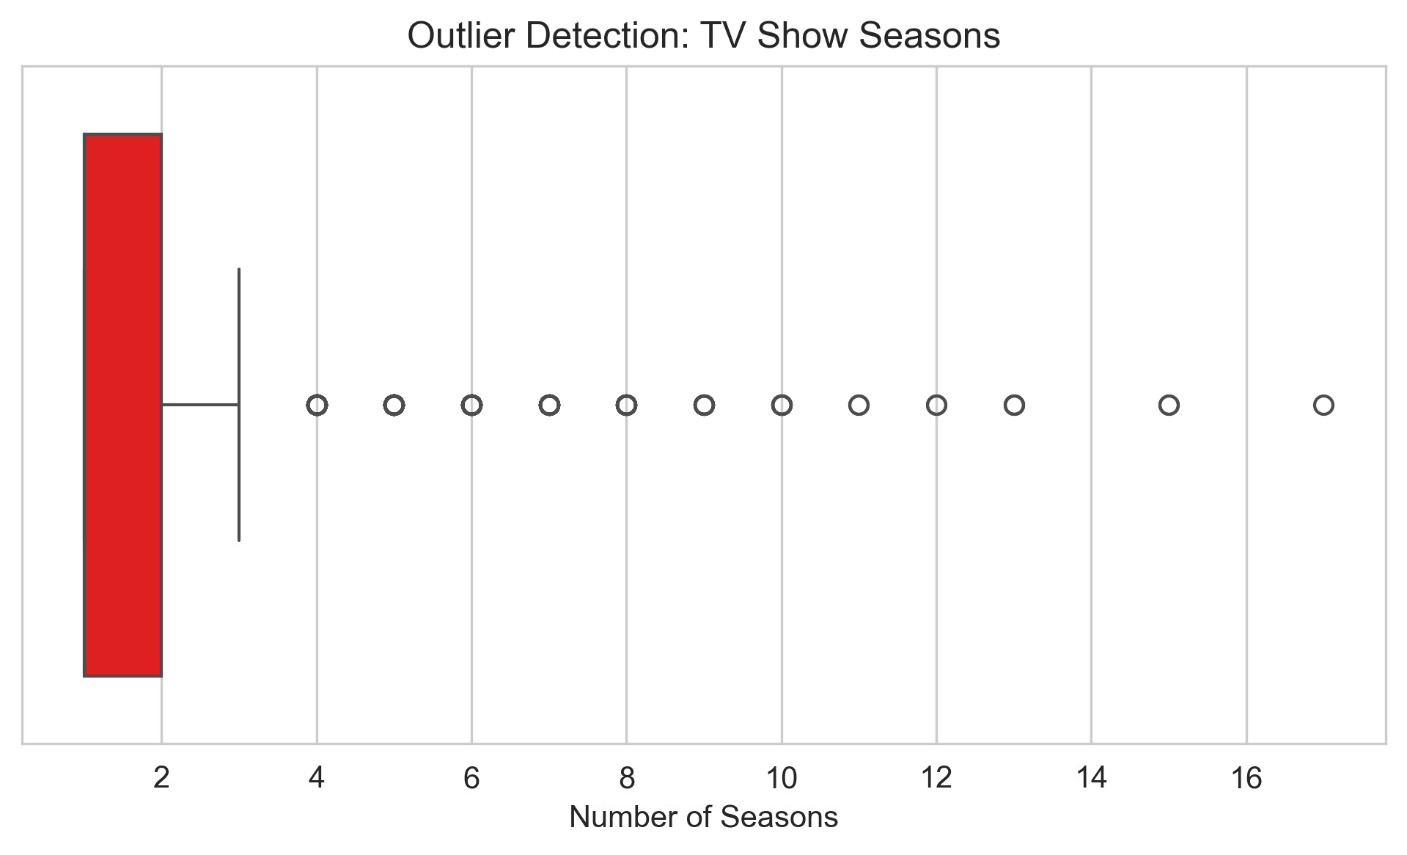 Outlier Detection: TV Show Seasons
2 4 6 8 10 12 14 16
Number of Seasons